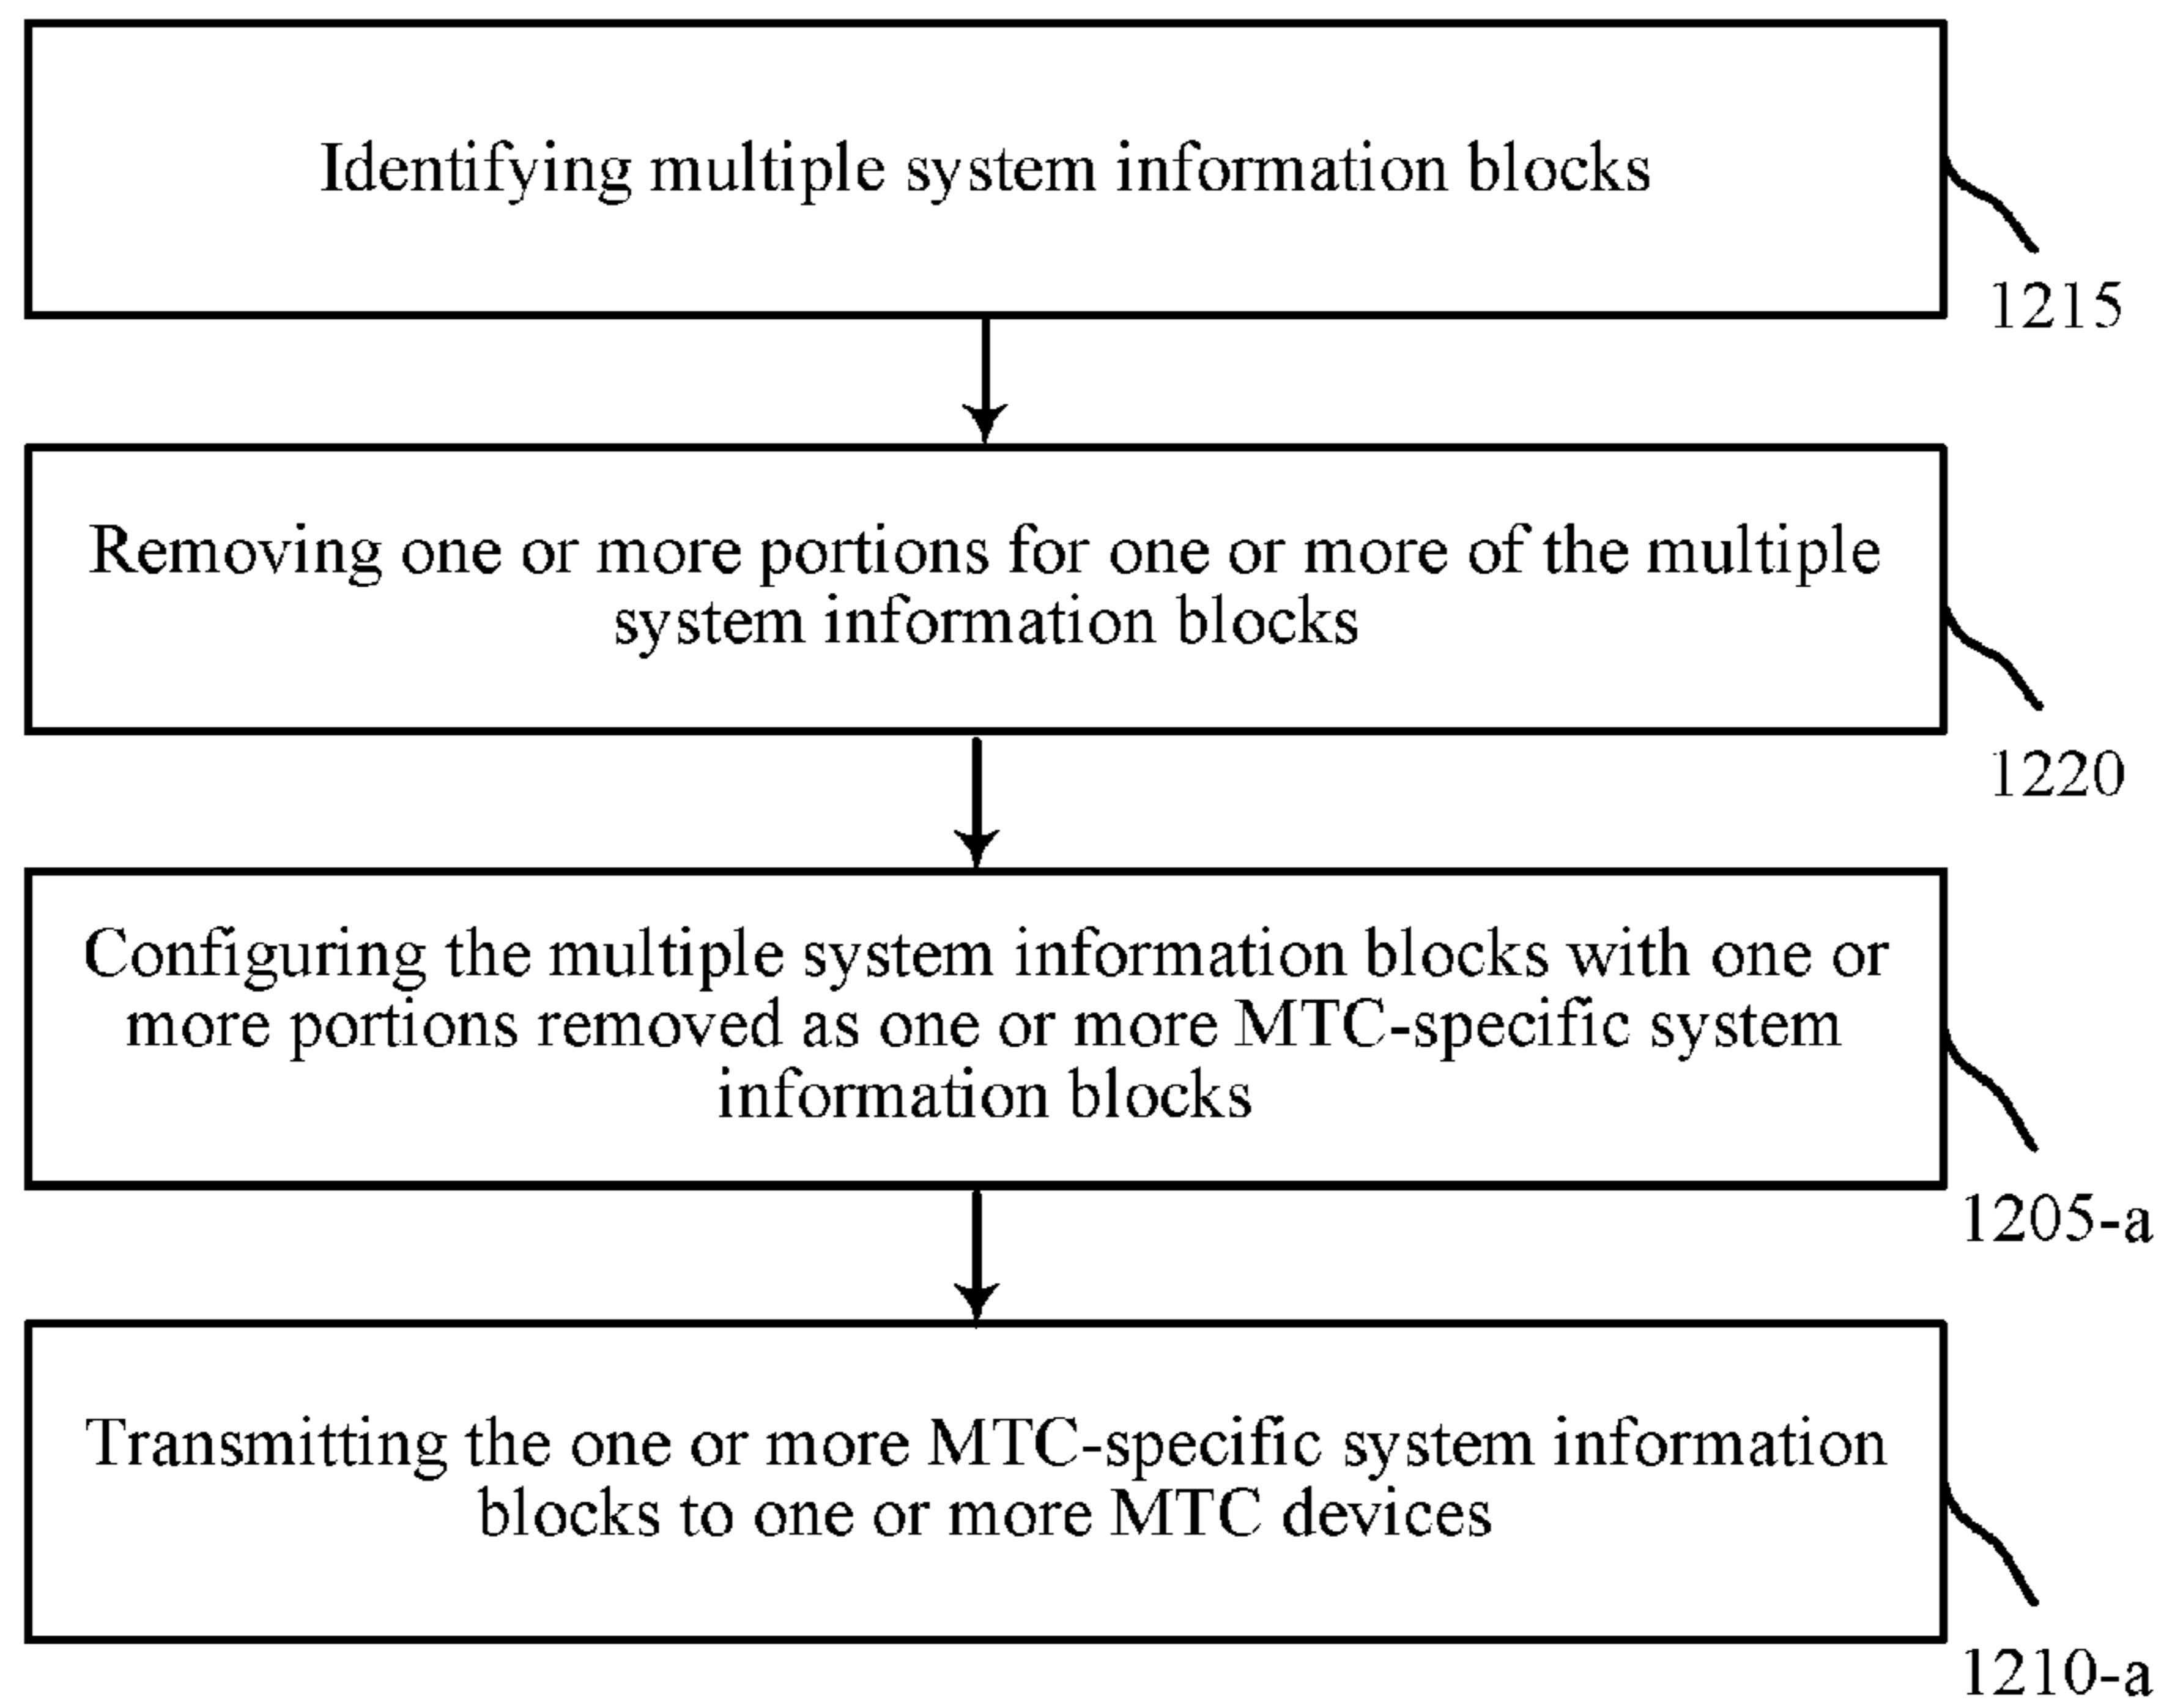 Identifying multiple system information blocks
1215
Removing one or more portions for one or more of the multiple
system information blocks
1220
Configuring the multiple system information blocks with one or
more portions removed as one or more MTC-specific system
information blocks
1205-a
Transmitting the one or more MTC-specific system information
blocks to one or more MTC devices
1210-a